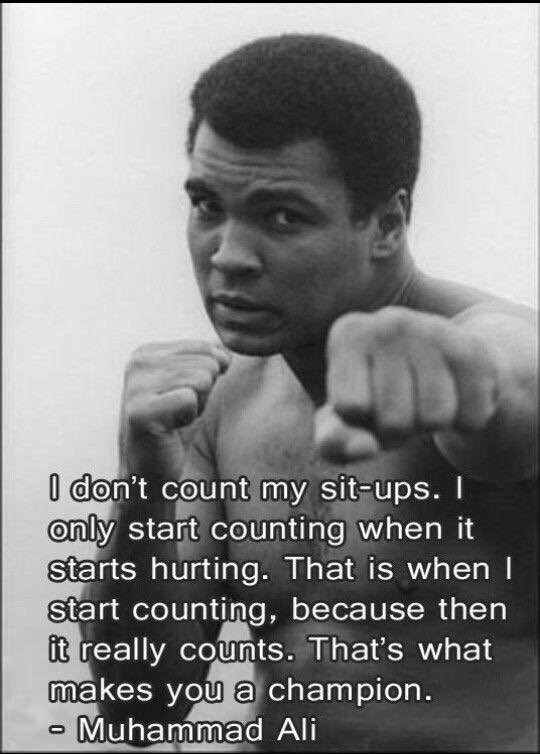 I don't count my sit-ups. I
only start counting when it
starts hurting. That is when I
start counting, because then
it really counts. That's what
makes you a champion.
- Muhammad Ali